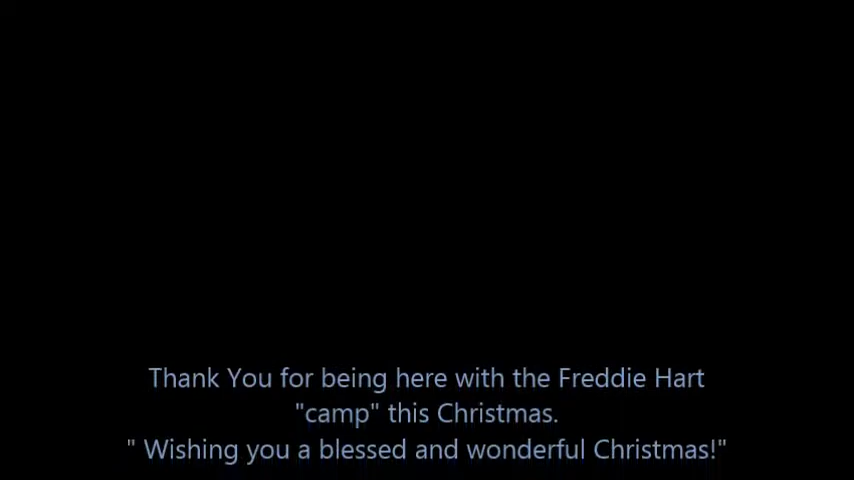 Thank You for being here with the Freddie Hart
"camp" this Christmas.
" Wishing you a blessed and wonderful Christmas!"